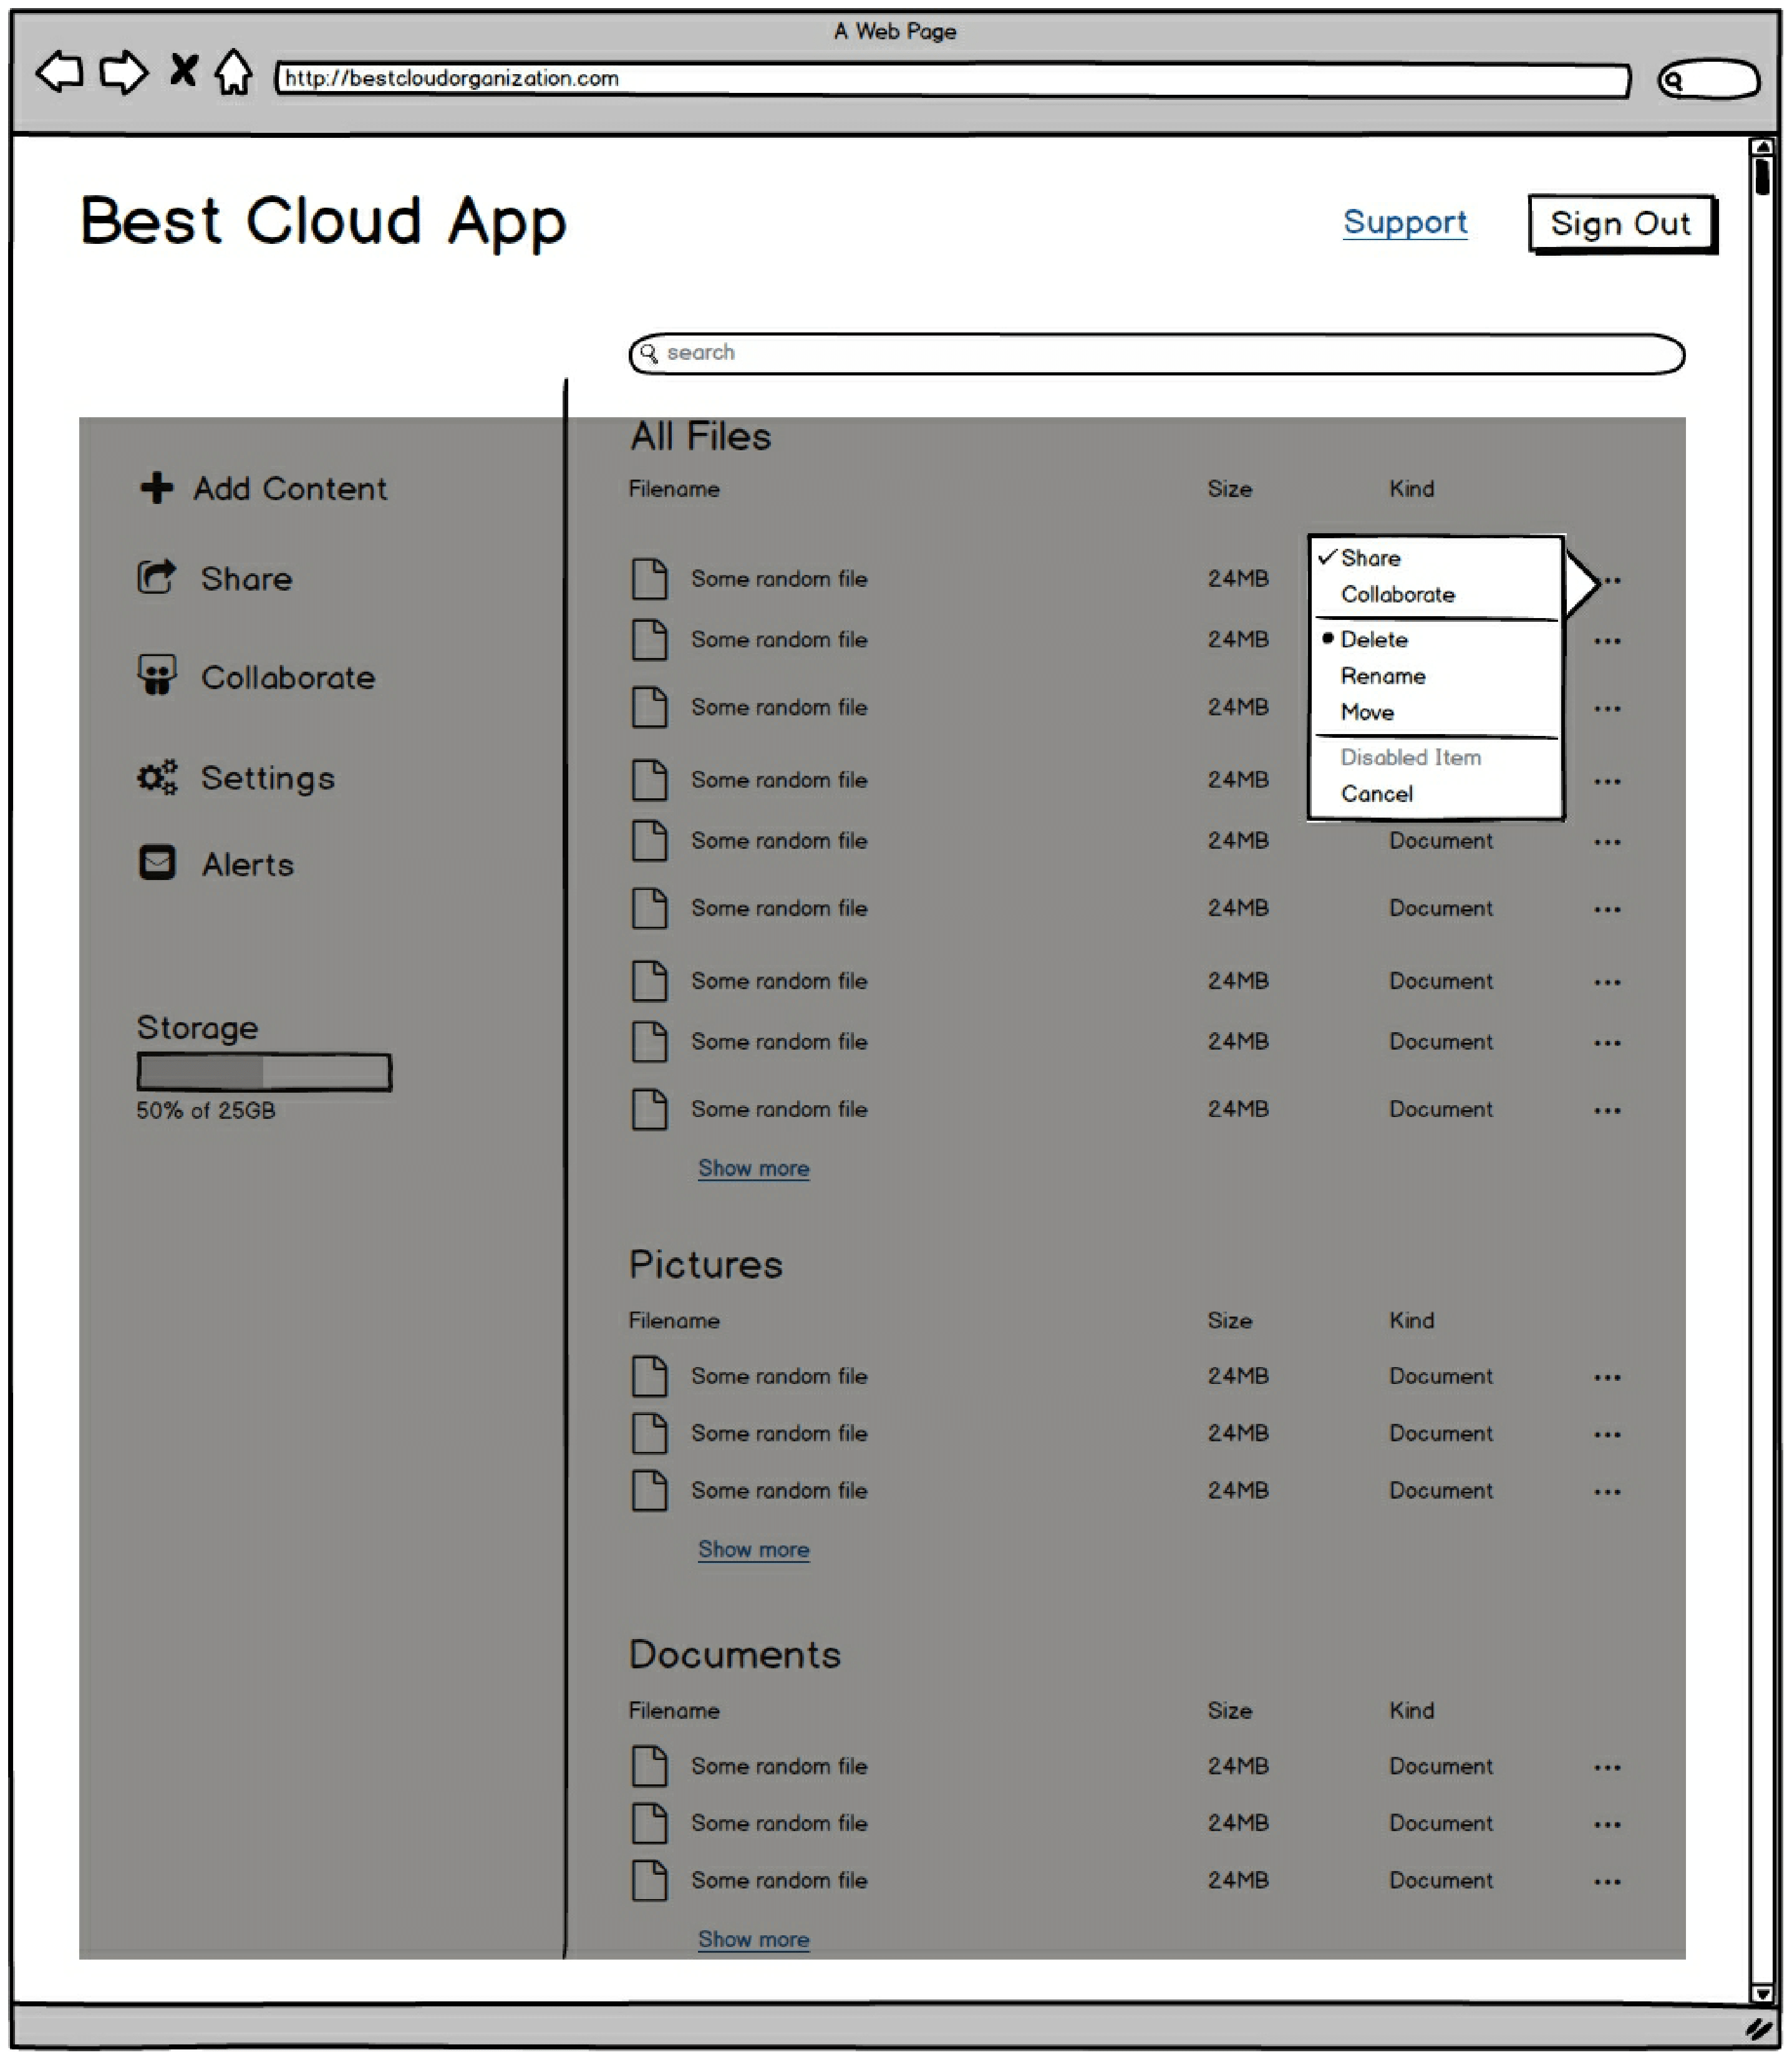 A Web Page
http://bestcloudorganization.com
Best Cloud App
Support
Sign Out
search
Add Content
Share
Collaborate
Settings
Alerts
Storage
50% of 25GB
All Files
Filename Size Kind
Some random file 24MB
Some random file 24MB
Some random file 24MB
Some random file 24MB
Some random file 24MB Document
Some random file 24MB Document
Some random file 24MB Document
Some random file 24MB Document
Some random file 24MB Document
Show more
Share
Collaborate
Delete
Rename
Move
Disabled Item
Cancel
Pictures
Filename Size Kind
Some random file 24MB Document
Some random file 24MB Document
Some random file 24MB Document
Show more
Documents
Filename Size Kind
Some random file 24MB Document
Some random file 24MB Document
Some random file 24MB Document
Show more